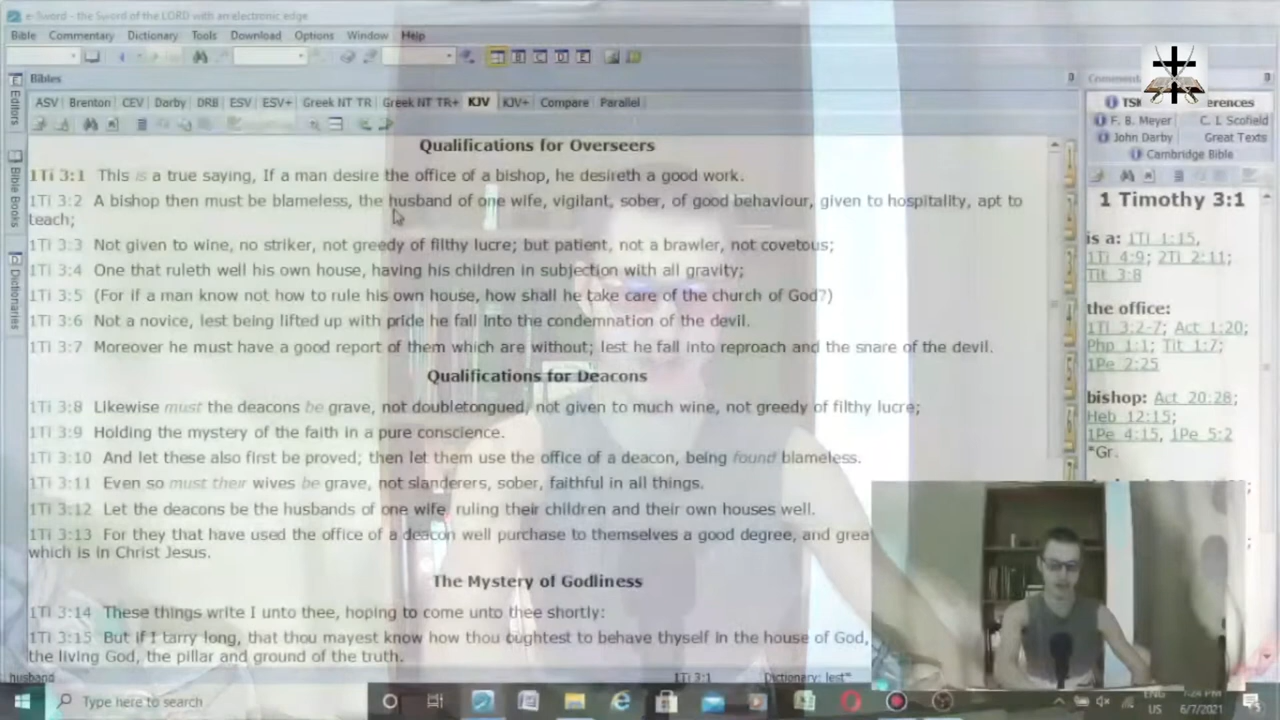 e-Sword - the Sword of the LORD with an electronic edge
Bible Commentary Dictionary Tools Download Options Window Help
Bibles
ASV Brenton CEV Darby DRB ESV ESV+ Greek NT TR Greek NT TR+ KJV KJV+ Compare Parallel
Editors
Bible Books
Dictionaries
Qualifications for Overseers
1Ti 3:1 This is a true saying, If a man desire the office of a bishop, he desireth a good work.
1Ti 3:2 A bishop then must be blameless, the husband of one wife, vigilant, sober, of good behaviour, given to hospitality, apt to
teach;
1Ti 3:3 Not given to wine, no striker, not greedy of filthy lucre; but patient, not a brawler, not covetous;
1Ti 3:4 One that ruleth well his own house, having his children in subjection with all gravity;
1Ti 3:5 (For if a man know not how to rule his own house, how shall he take care of the church of God?)
1Ti 3:6 Not a novice, lest being lifted up with pride he fall into the condemnation of the devil.
1Ti 3:7 Moreover he must have a good report of them which are without; lest he fall into reproach and the snare of the devil.
Qualifications for Deacons
1Ti 3:8 Likewise must the deacons be grave, not doubletongued, not given to much wine, not greedy of filthy lucre;
1Ti 3:9 Holding the mystery of the faith in a pure conscience.
1Ti 3:10 And let these also first be proved; then let them use the office of a deacon, being found blameless.
1Ti 3:11 Even so must their wives be grave, not slanderers, sober, faithful in all things.
1Ti 3:12 Let the deacons be the husbands of one wife, ruling their children and their own houses well.
1Ti 3:13 For they that have used the office of a deacon well purchase to themselves a good degree, and grea
which is in Christ Jesus.
The Mystery of Godliness
1Ti 3:14 These things write I unto thee, hoping to come unto thee shortly:
1Ti 3:15 But if I tarry long, that thou mayest know how thou oughtest to behave thyself in the house of God,
the living God, the pillar and ground of the truth.
TSK erences
F. B. Meyer C. I. Scofield
John Darby Great Texts
Cambridge Bible
1 Timothy 3:1
is a: 1Ti 1:15,
1Ti 4:9; 2Ti 2:11;
Tit 3:8
the office:
1Ti 3:2-7; Act 1:20;
Php 1:1; Tit 1:7;
1Pe 2:25
bishop: Act 20:28;
Heb 12:15;
1Pe 4:15, 1Pe 5:2
*Gr.
husband 1Ti 3:1 Dictionary: lest*
Type here to search
ENG
US 6/7/2021